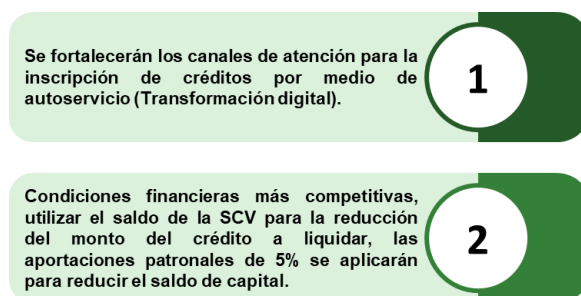 Se fortalecerán los canales de atención para la
inscripción de créditos por medio de
autoservicio (Transformación digital).
1
Condiciones financieras más competitivas,
utilizar el saldo de la SCV para la reducción
del monto del crédito a liquidar, las
aportaciones patronales de 5% se aplicarán
para reducir el saldo de capital.
2